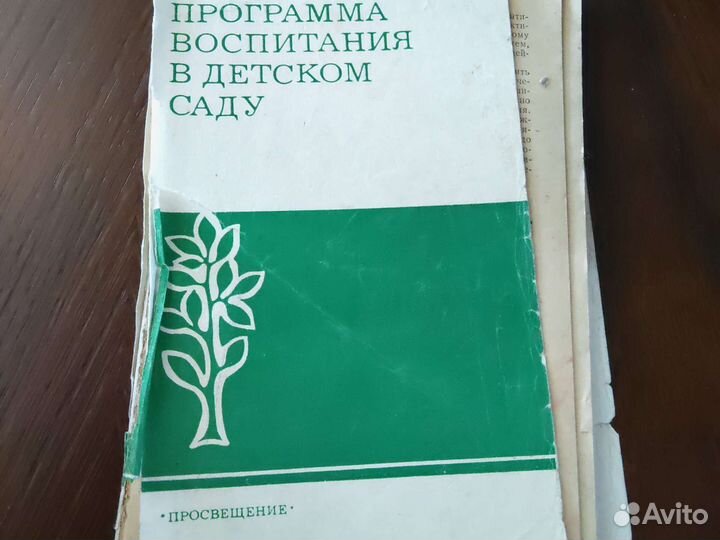 ПРОГРАММА
ВОСПИТАНИЯ
В ДЕТСКОМ
САДУ
• ПРОСВЕЩЕНИЕ •
Avito